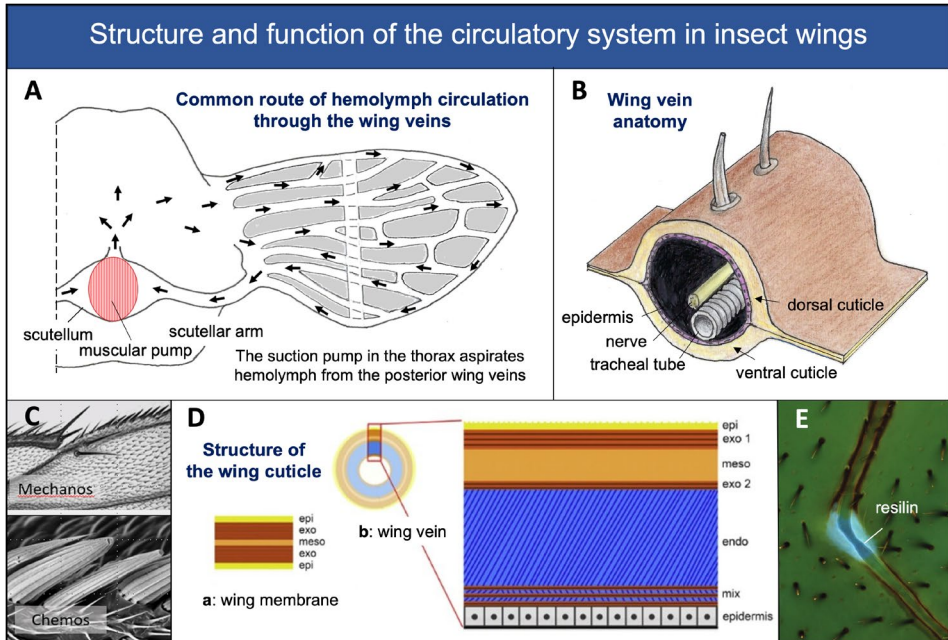 Structure and function of the circulatory system in insect wings
A
Common route of hemolymph circulation
through the wing veins
scutellum
muscular pump
scutellar arm
The suction pump in the thorax aspirates
hemolymph from the posterior wing veins
B
Wing vein
anatomy
epidermis
nerve
tracheal tube
dorsal cuticle
ventral cuticle
C
Mechanos
Chemos
D
Structure of
the wing cuticle
epi
exo
meso
exo
epi
a: wing membrane
b: wing vein
epi
exo 1
meso
exo 2
endo
mix
epidermis
E
resilin